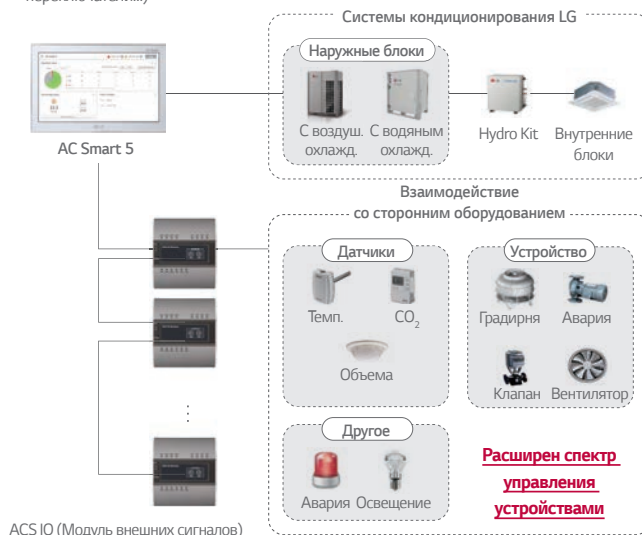 Системы кондиционирования LG
Наружные блоки
С воздуш.
охлажд.
С водяным
охлажд.
Hydro Kit
Внутренние
блоки
AC Smart 5
Взаимодействие
со сторонним оборудованием
Датчики
Темп.
CO₂
Объема
Устройство
Градирня
Авария
Клапан
Вентилятор
Другое
Авария
Освещение
Расширен спектр
управления
устройствами
ACS IO (Модуль внешних сигналов)